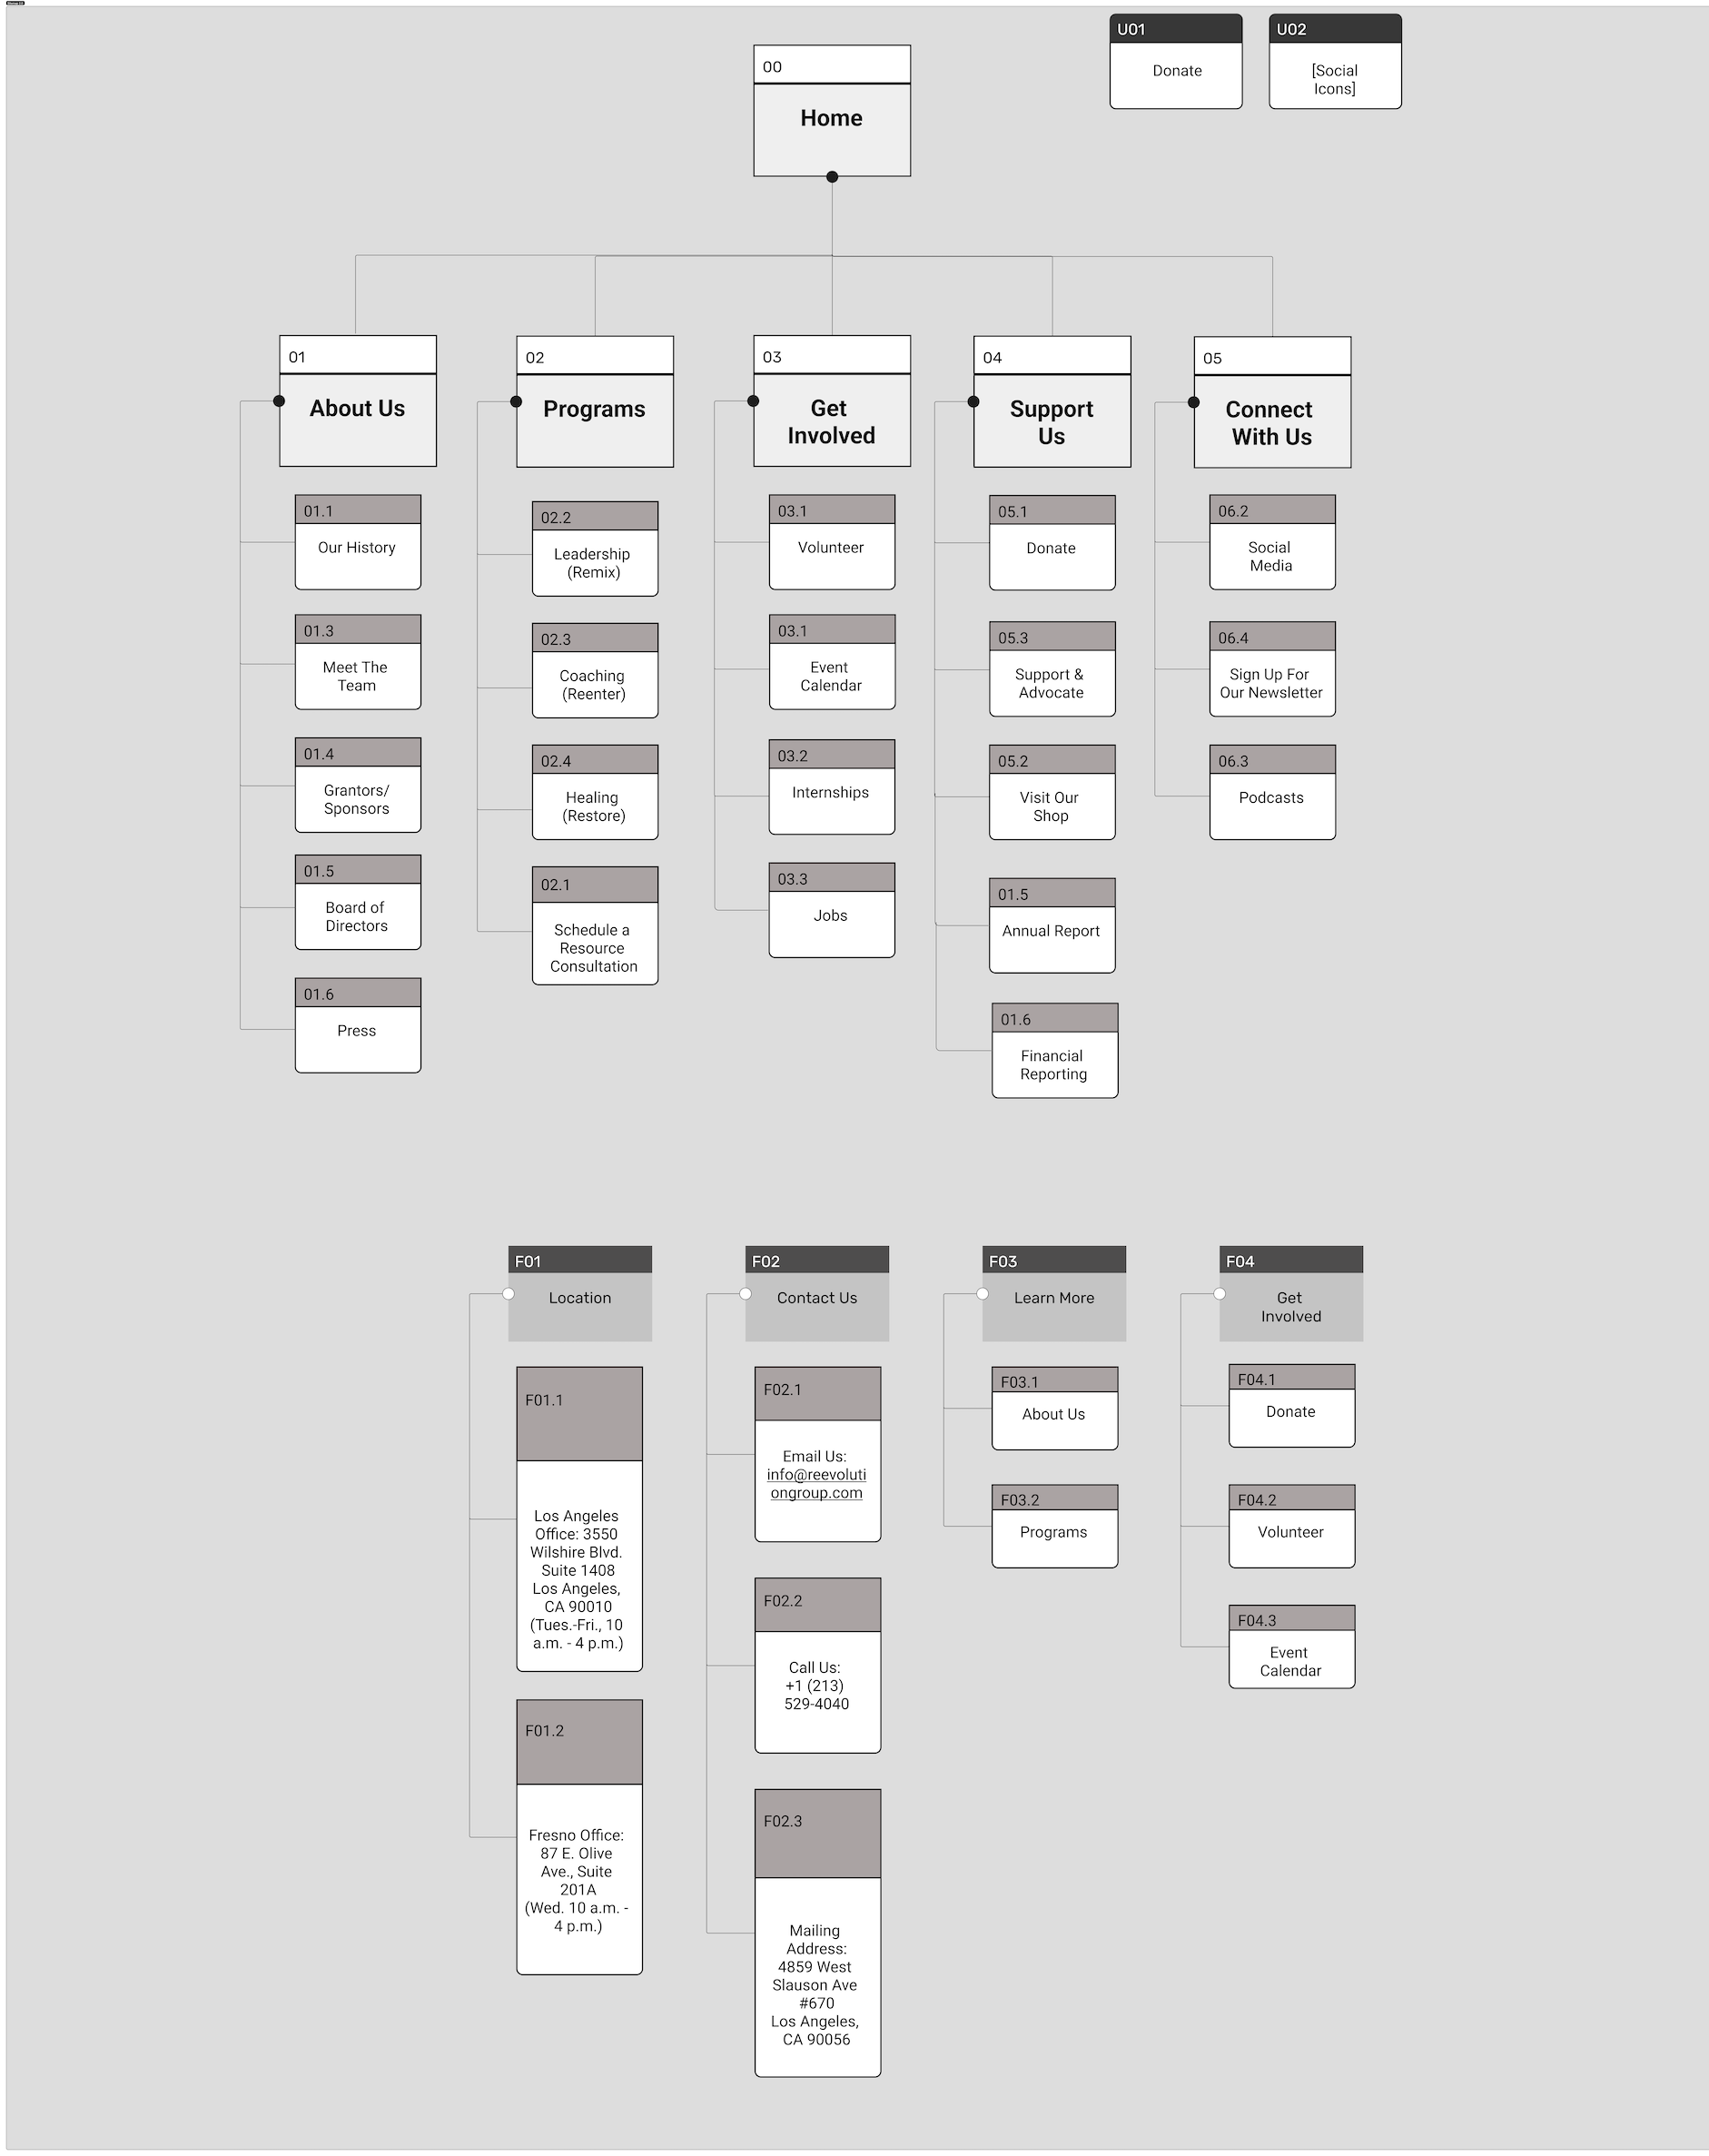 U01
Donate
U02
[Social
Icons]
00
Home
01
About Us
02
Programs
03
Get
Involved
04
Support
Us
05
Connect
With Us
01.1
Our History
01.3
Meet The
Team
01.4
Grantors/
Sponsors
01.5
Board of
Directors
01.6
Press
02.2
Leadership
(Remix)
02.3
Coaching
(Reenter)
02.4
Healing
(Restore)
02.1
Schedule a
Resource
Consultation
03.1
Volunteer
03.1
Event
Calendar
03.2
Internships
03.3
Jobs
05.1
Donate
05.3
Support &
Advocate
05.2
Visit Our
Shop
01.5
Annual Report
01.6
Financial
Reporting
06.2
Social
Media
06.4
Sign Up For
Our Newsletter
06.3
Podcasts
F01
Location
F01.1
Los Angeles
Office: 3550
Wilshire Blvd.
Suite 1408
Los Angeles,
CA 90010
(Tues.-Fri., 10
a.m. - 4 p.m.)
F01.2
Fresno Office:
87 E. Olive
Ave., Suite
201A
(Wed. 10 a.m. -
4 p.m.)
F02
Contact Us
F02.1
Email Us:
info@reevoluti
ongroup.com
F02.2
Call Us:
+1 (213)
529-4040
F02.3
Mailing
Address:
4859 West
Slauson Ave
#670
Los Angeles,
CA 90056
F03
Learn More
F03.1
About Us
F03.2
Programs
F04
Get
Involved
F04.1
Donate
F04.2
Volunteer
F04.3
Event
Calendar